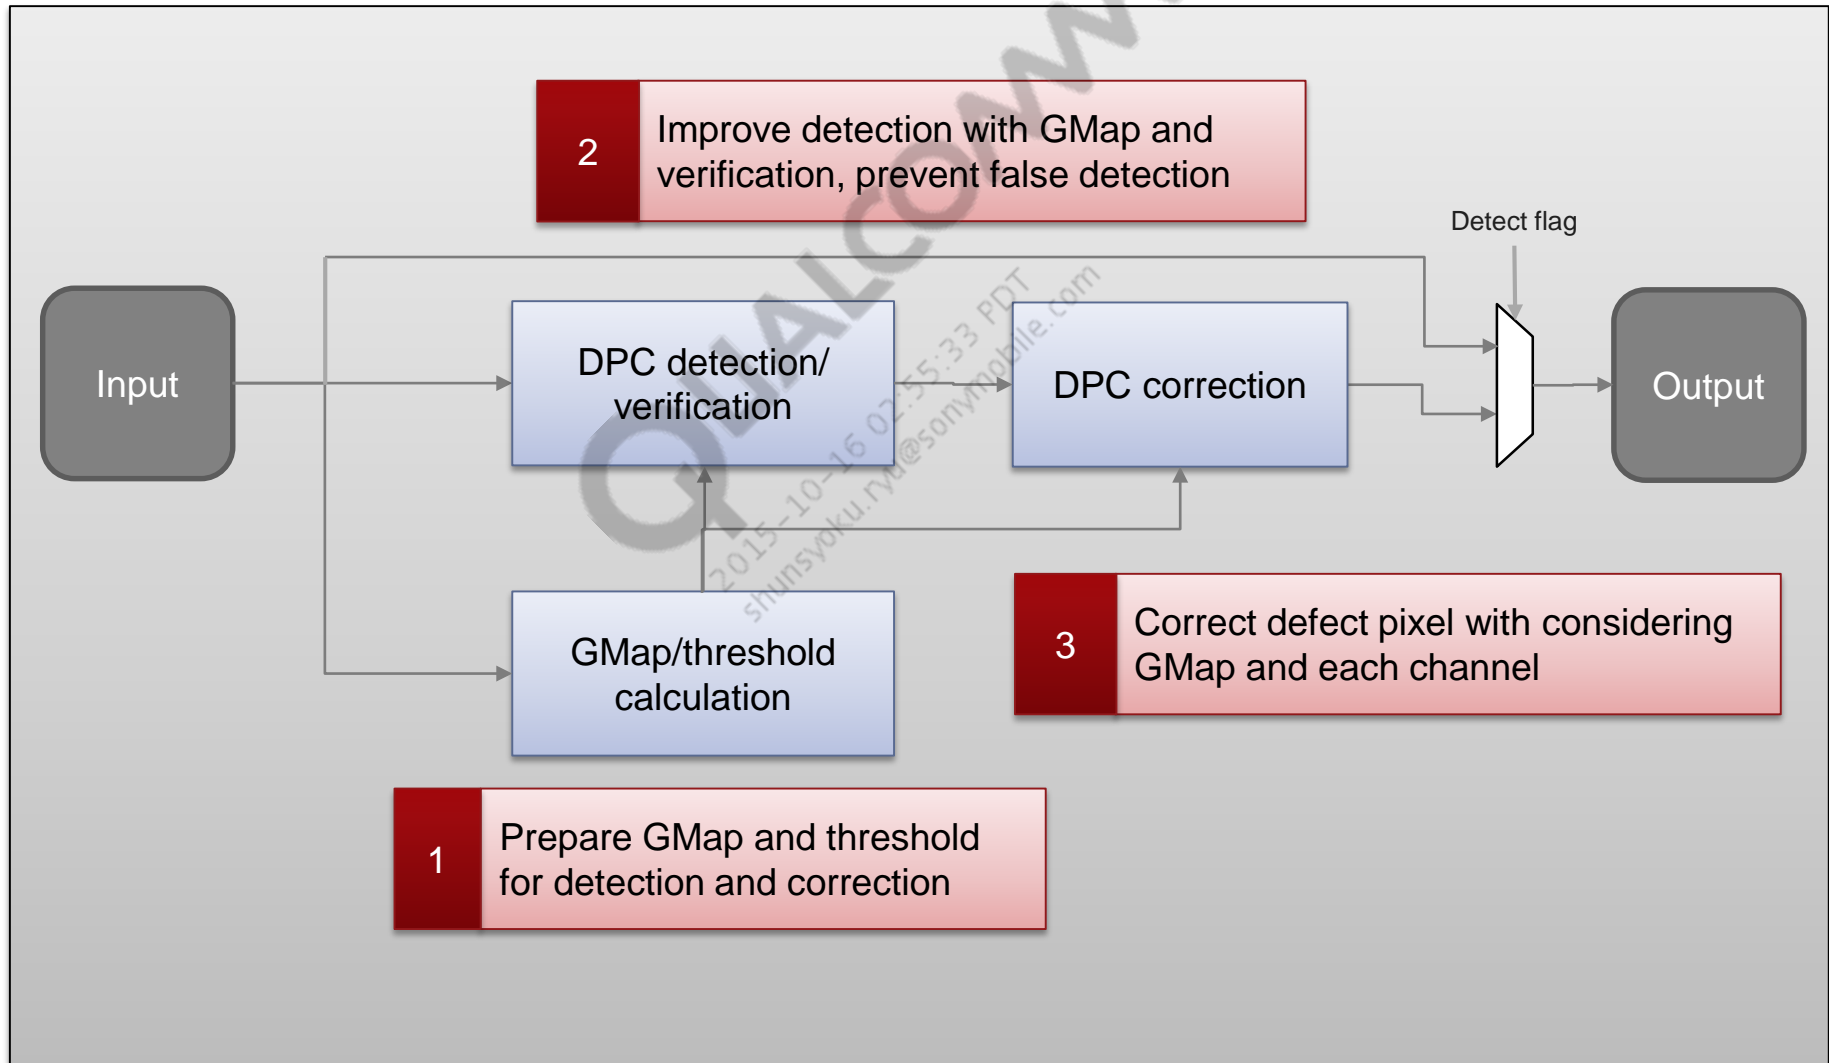 2
Improve detection with GMap and
verification, prevent false detection
Detect flag
Input
DPC detection/
verification
DPC correction
Output
GMap/threshold
calculation
3
Correct defect pixel with considering
GMap and each channel
1
Prepare GMap and threshold
for detection and correction
QUALCOMM
2015-10-16 02:55:33 PDT
shunsyoku.ryu@sonymobile.com